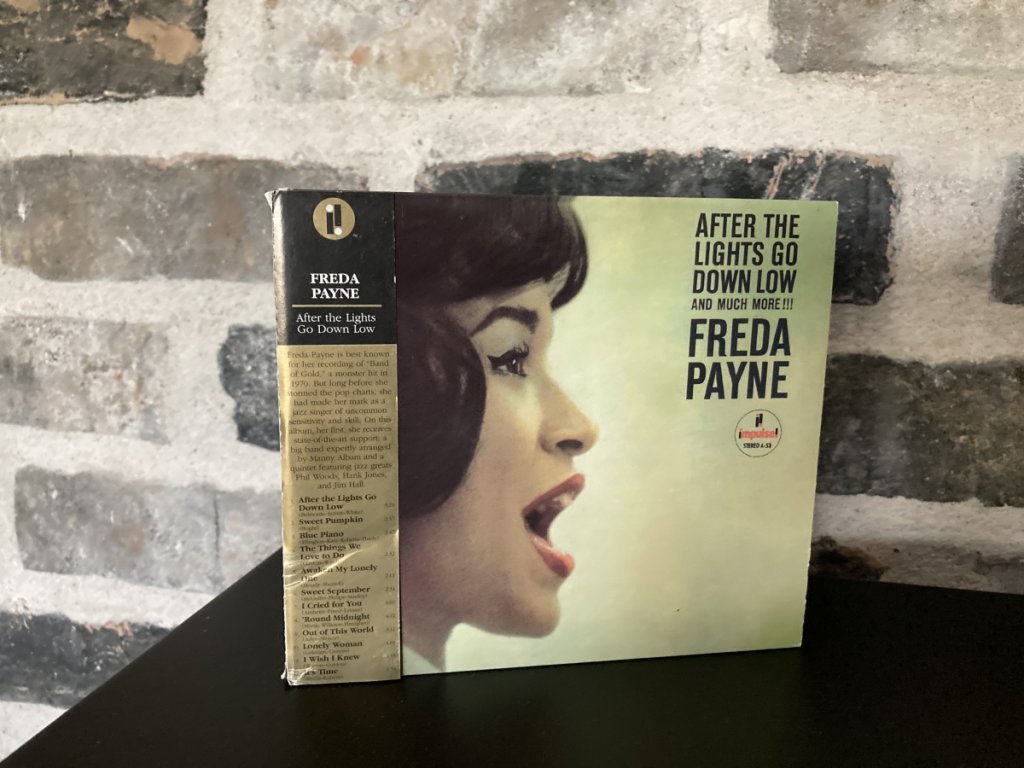 FREDA
PAYNE
After the Lights
Go Down Low
Freda Payne is best known
for her recording of "Band
of Gold," a monster hit in
1970. But long before she
stormed the pop charts, she
had made her mark as a
jazz singer of uncommon
sensitivity and skill. On this
album, her first, she receives
state-of-the-art support: a
big band expertly arranged
by Manny Albam and a
quintet featuring jazz greats
Phil Woods, Hank Jones,
and Jim Hall.
After the Lights Go
Down Low
Sweet Pumpkin
Blue Piano
The Things We
Love to Do
Awaken My Lonely
One
Sweet September
I Cried for You
'Round Midnight
Out of This World
Lonely Woman
I Wish I Knew
It's Time
AFTER THE
LIGHTS GO
DOWN LOW
AND MUCH MORE!!!
FREDA
PAYNE
impulse!
STEREO A-53